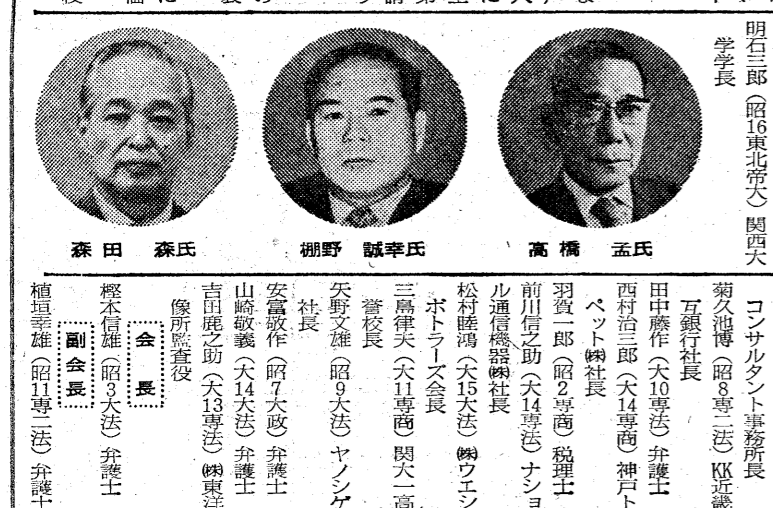 明石三郎（昭16東北帝大）関西大
学学長
高橋　孟氏
棚野　誠幸氏
森田　森氏
コンサルタント事務所長
菊久池博（昭8専二法）KK近畿
互銀行社長
田中藤作（大10専法）弁護士
西村治三郎（大14専商）神戸ト
ペット㈱社長
羽賀一郎（昭2専商）税理士
前川信之助（大14専法）ナショ
ル通信機器㈱社長
松村睦鴻（大15大法）㈱ウエシ
ボトラーズ会長
三島律夫（大11専商）関大一高
誉校長
矢野文雄（昭9大法）ヤノシゲ
社長
安富敬作（昭7大政）弁護士
山崎敬義（大14大法）弁護士
吉田鹿之助（大13専法）㈱東洋
像所監査役
会長
樫本信雄（昭3大法）弁護士
副会長
植垣幸雄（昭11専二法）弁護士